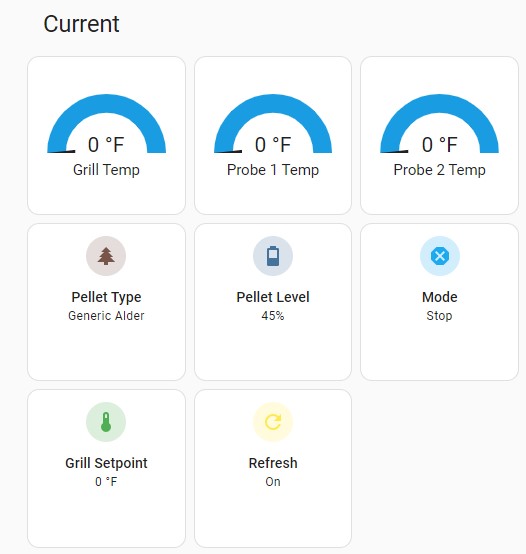 Current
0 °F
Grill Temp
0 °F
Probe 1 Temp
0 °F
Probe 2 Temp
Pellet Type
Generic Alder
Pellet Level
45%
Mode
Stop
Grill Setpoint
0 °F
Refresh
On